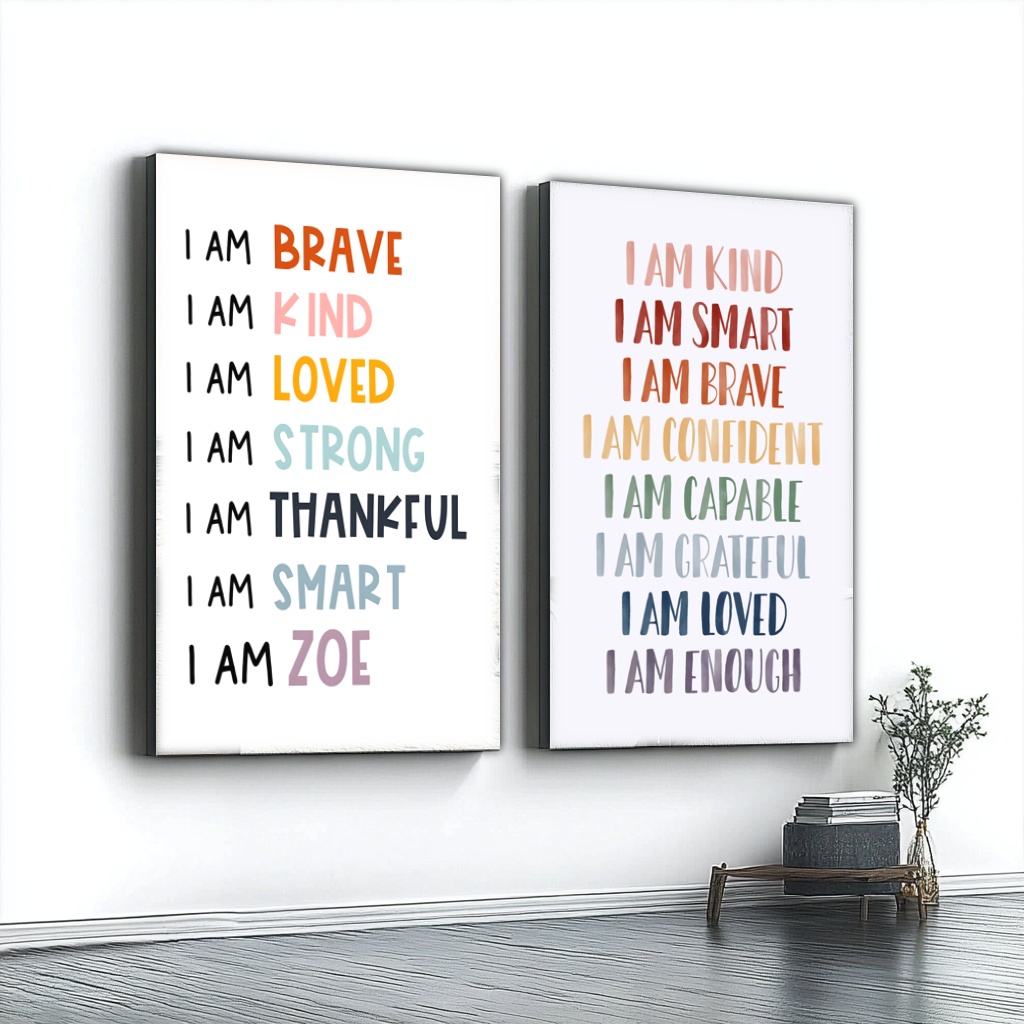 I AM BRAVE
I AM KIND
I AM LOVED
I AM STRONG
I AM THANKFUL
I AM SMART
I AM ZOE
I AM KIND
I AM SMART
I AM BRAVE
I AM CONFIDENT
I AM CAPABLE
I AM GRATEFUL
I AM LOVED
I AM ENOUGH